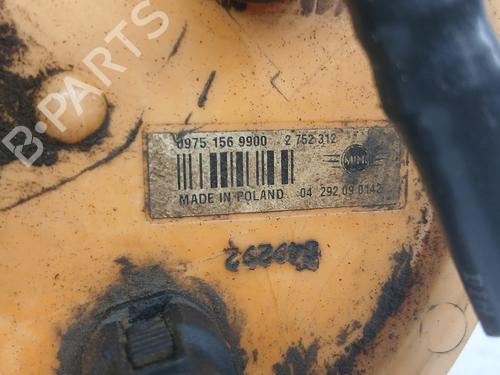 B-PARTS
0975 156 9900 2 752 312
MINI
MADE IN POLAND 04 292 09 0142